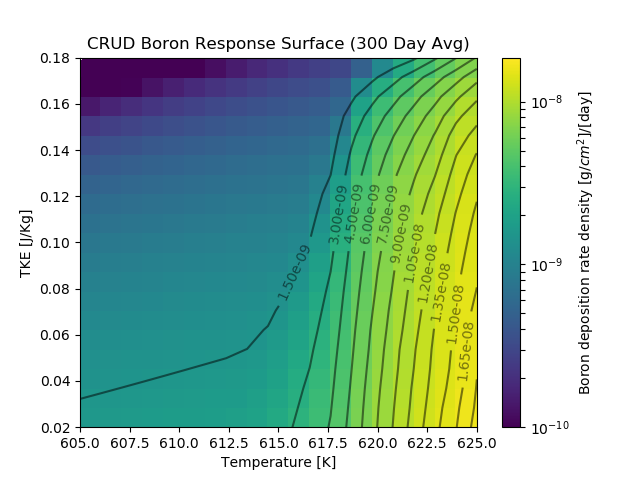 CRUD Boron Response Surface (300 Day Avg)
0.18
0.16
0.14
0.12
0.10
0.08
0.06
0.04
0.02
TKE [J/Kg]
605.0 607.5 610.0 612.5 615.0 617.5 620.0 622.5 625.0
Temperature [K]
1.50e-09
3.00e-09
4.50e-09
6.00e-09
7.50e-09
9.00e-09
1.05e-08
1.20e-08
1.35e-08
1.50e-08
1.65e-08
10⁻⁸
10⁻⁹
10⁻¹⁰
Boron deposition rate density [g/cm²]/[day]